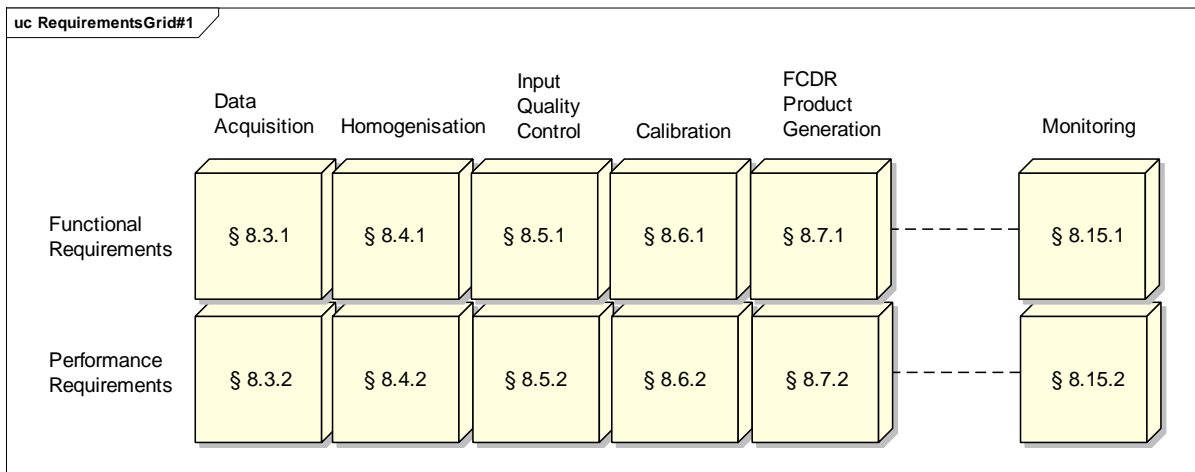 uc RequirementsGrid#1
Data
Acquisition
Homogenisation
Input
Quality
Control
Calibration
FCDR
Product
Generation
Monitoring
Functional
Requirements
§ 8.3.1
§ 8.4.1
§ 8.5.1
§ 8.6.1
§ 8.7.1
§ 8.15.1
Performance
Requirements
§ 8.3.2
§ 8.4.2
§ 8.5.2
§ 8.6.2
§ 8.7.2
§ 8.15.2